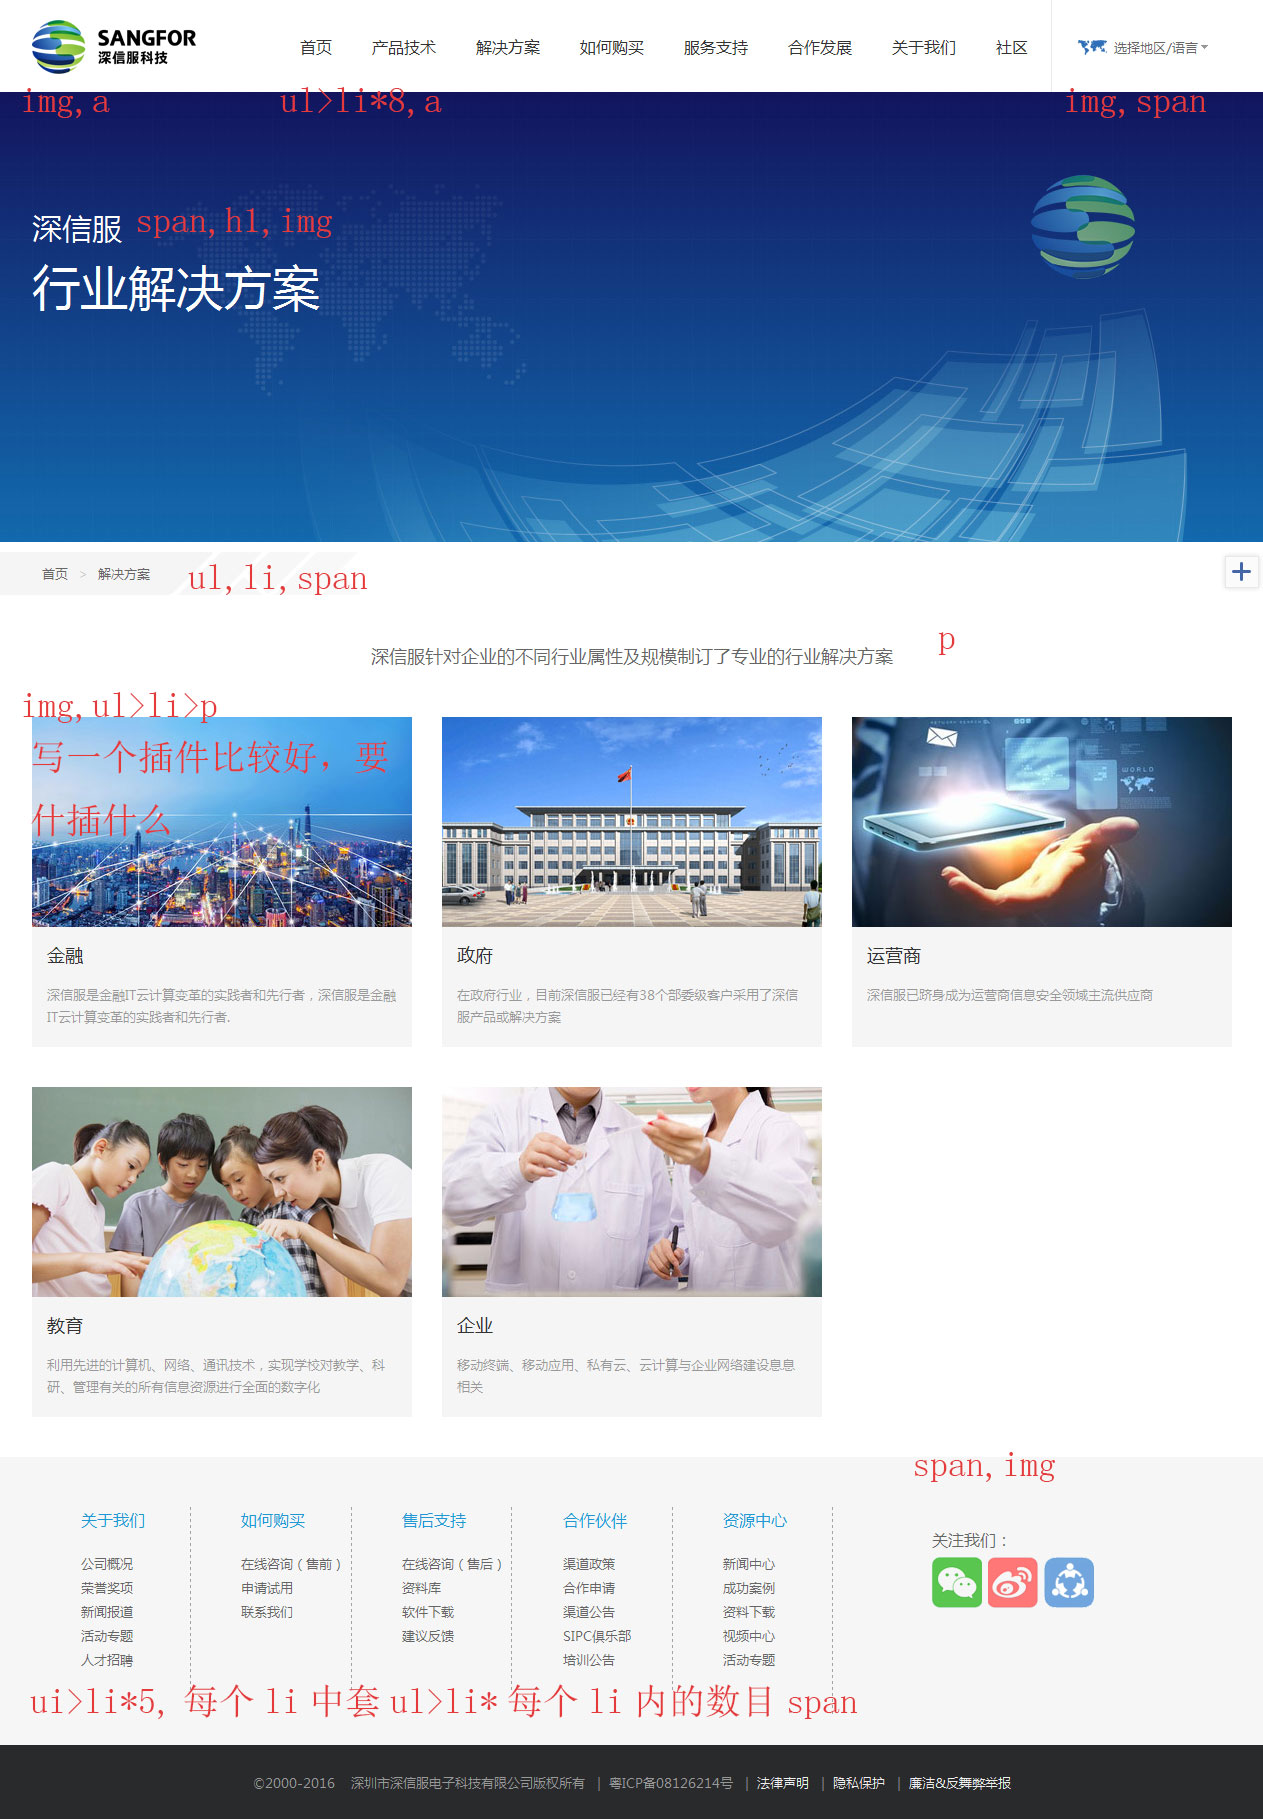 SANGFOR
深信服科技
首页 产品技术 解决方案 如何购买 服务支持 合作发展 关于我们 社区 选择地区/语言
img,a ul>li*8,a img,span
深信服 span,h1,img
行业解决方案
首页 > 解决方案 ul,li,span
深信服针对企业的不同行业属性及规模制订了专业的行业解决方案 p
img,ul>li>p
写一个插件比较好，要
什插什么
WORLD
金融
深信服是金融IT云计算变革的实践者和先行者，深信服是金融
IT云计算变革的实践者和先行者.
政府
在政府行业，目前深信服已经有38个部委级客户采用了深信
服产品或解决方案
运营商
深信服已跻身成为运营商信息安全领域主流供应商
教育
利用先进的计算机、网络、通讯技术，实现学校对教学、科
研、管理有关的所有信息资源进行全面的数字化
企业
移动终端、移动应用、私有云、云计算与企业网络建设息息
相关
span,img
关于我们
公司概况
荣誉奖项
新闻报道
活动专题
人才招聘
如何购买
在线咨询（售前）
申请试用
联系我们
售后支持
在线咨询（售后）
资料库
软件下载
建议反馈
合作伙伴
渠道政策
合作申请
渠道公告
SIPC俱乐部
培训公告
资源中心
新闻中心
成功案例
资料下载
视频中心
活动专题
关注我们：
ui>li*5, 每个 li 中套 ul>li* 每个 li 内的数目 span
©2000-2016 深圳市深信服电子科技有限公司版权所有 | 粤ICP备08126214号 | 法律声明 | 隐私保护 | 廉洁&反舞弊举报